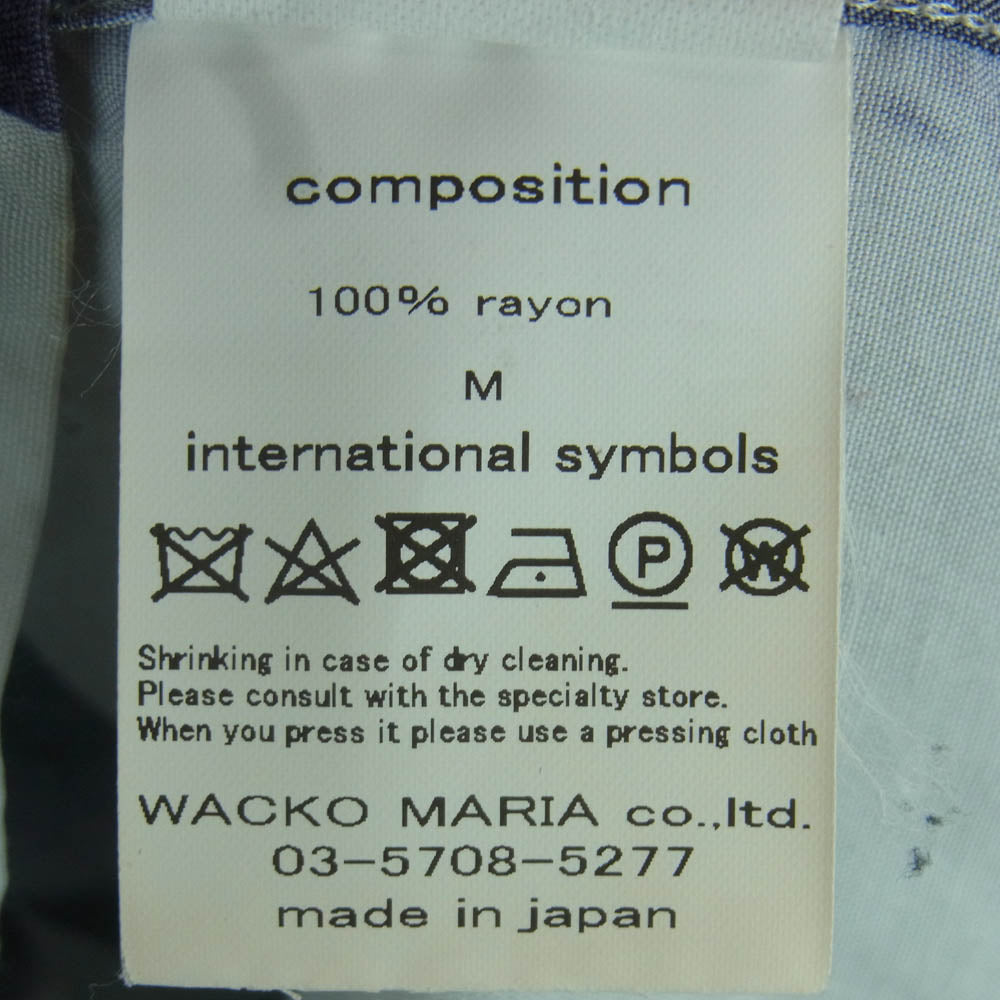 composition
100% rayon
M
international symbols
P W
Shrinking in case of dry cleaning.
Please consult with the specialty store.
When you press it please use a pressing cloth
WACKO MARIA co.,ltd.
03-5708-5277
made in japan